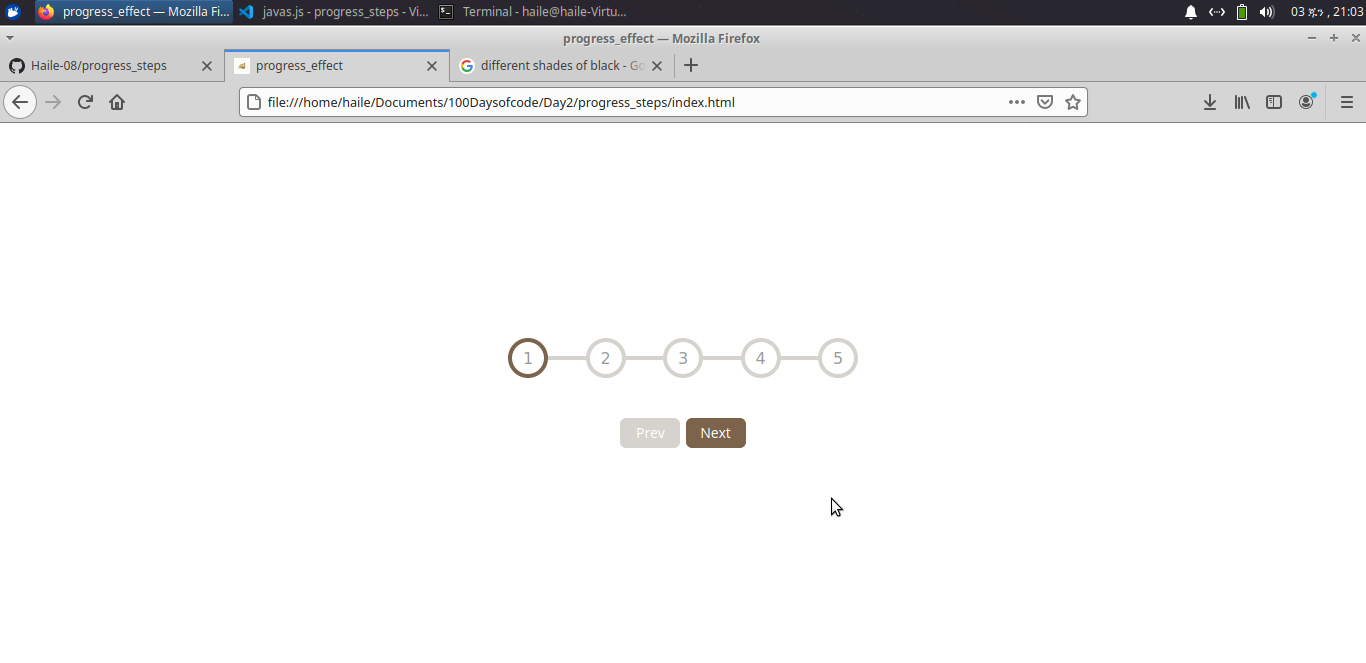 progress_effect — Mozilla Fi... javas.js - progress_steps - Vi... Terminal - haile@haile-Virtu... 21:03
progress_effect — Mozilla Firefox
Haile-08/progress_steps progress_effect different shades of black - Go
file:///home/haile/Documents/100Daysofcode/Day2/progress_steps/index.html
1 2 3 4 5
Prev Next